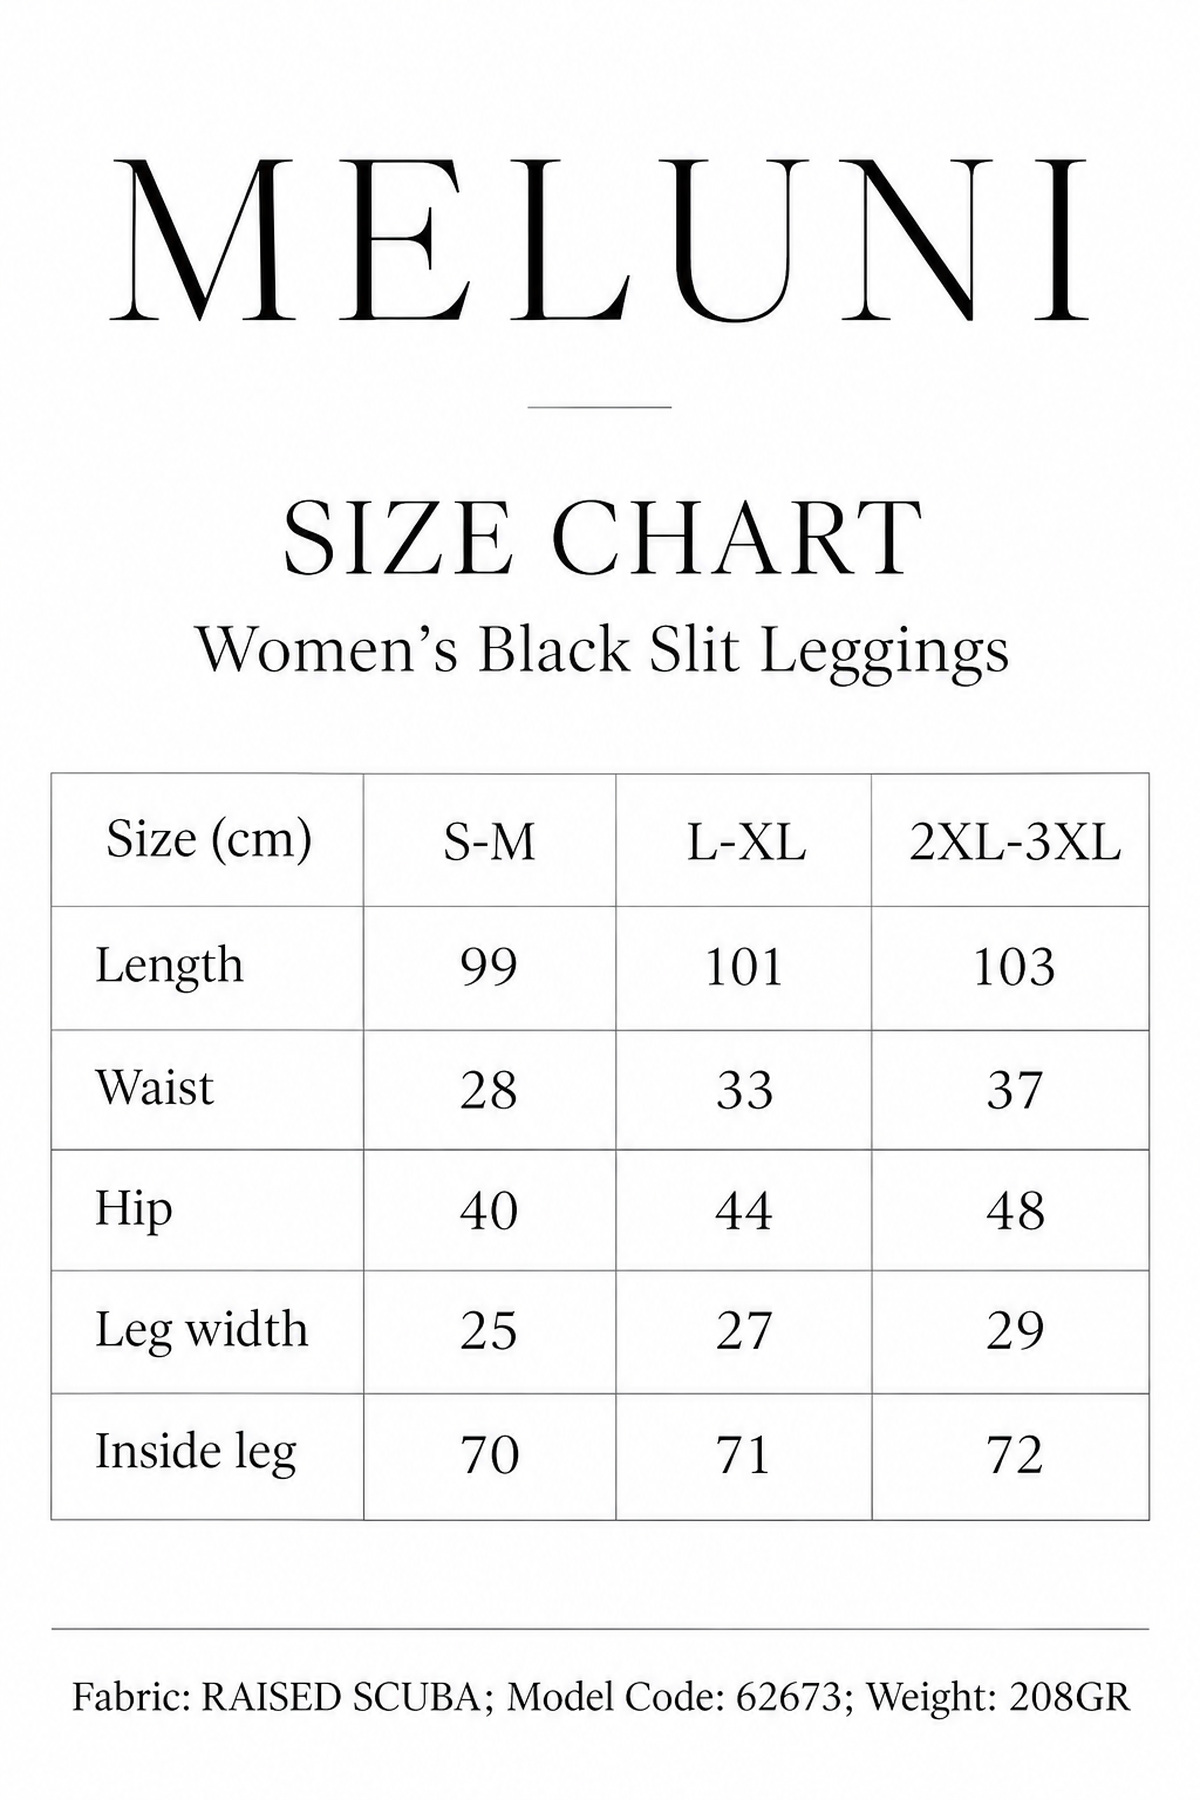 MELUNI
SIZE CHART
Women’s Black Slit Leggings
Size (cm) S-M L-XL 2XL-3XL
Length 99 101 103
Waist 28 33 37
Hip 40 44 48
Leg width 25 27 29
Inside leg 70 71 72
Fabric: RAISED SCUBA; Model Code: 62673; Weight: 208GR